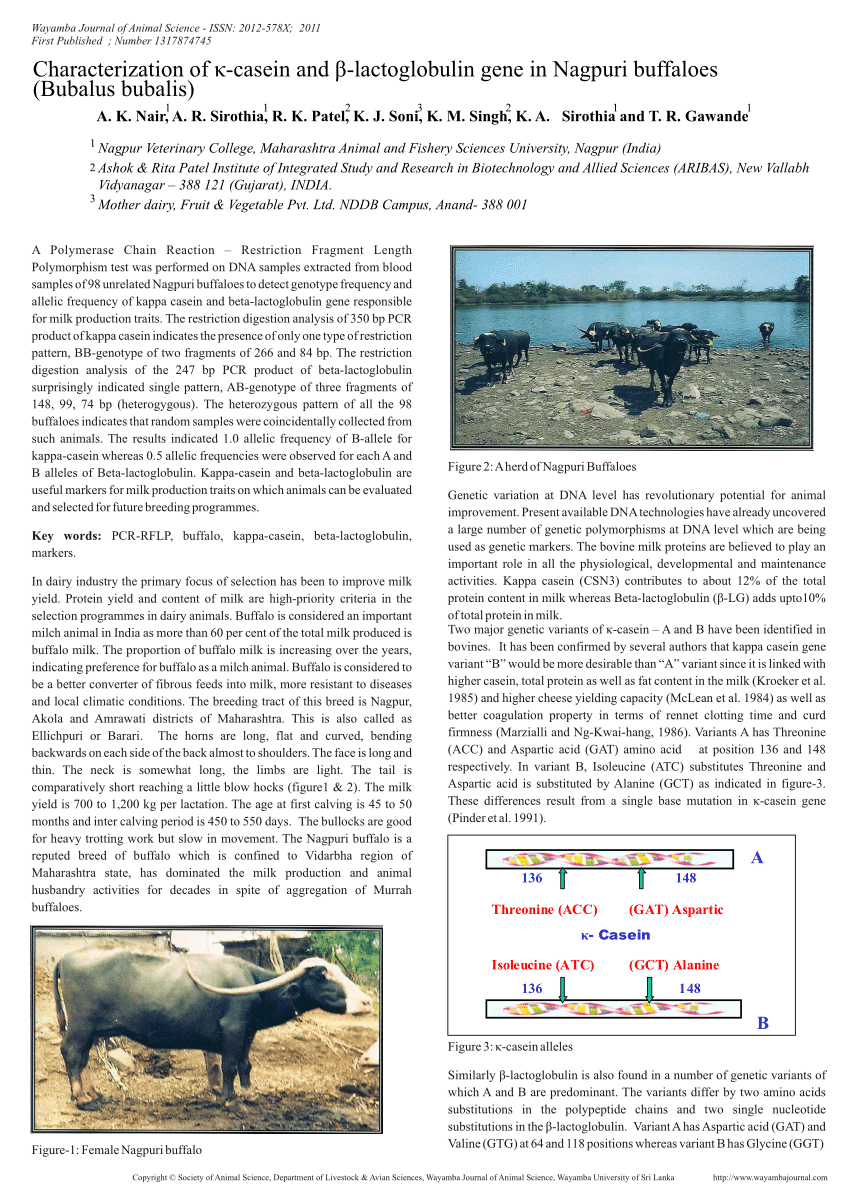 Wayamba Journal of Animal Science - ISSN: 2012-578X; 2011
First Published ; Number 1317874745
Characterization of κ-casein and β-lactoglobulin gene in Nagpuri buffaloes
(Bubalus bubalis)
A. K. Nair,1 A. R. Sirothia,1 R. K. Patel,2 K. J. Soni,3 K. M. Singh,2 K. A. Sirothia1 and T. R. Gawande1
1 Nagpur Veterinary College, Maharashtra Animal and Fishery Sciences University, Nagpur (India)
2 Ashok & Rita Patel Institute of Integrated Study and Research in Biotechnology and Allied Sciences (ARIBAS), New Vallabh
Vidyanagar – 388 121 (Gujarat), INDIA.
3 Mother dairy, Fruit & Vegetable Pvt. Ltd. NDDB Campus, Anand- 388 001
A Polymerase Chain Reaction – Restriction Fragment Length
Polymorphism test was performed on DNA samples extracted from blood
samples of 98 unrelated Nagpuri buffaloes to detect genotype frequency and
allelic frequency of kappa casein and beta-lactoglobulin gene responsible
for milk production traits. The restriction digestion analysis of 350 bp PCR
product of kappa casein indicates the presence of only one type of restriction
pattern, BB-genotype of two fragments of 266 and 84 bp. The restriction
digestion analysis of the 247 bp PCR product of beta-lactoglobulin
surprisingly indicated single pattern, AB-genotype of three fragments of
148, 99, 74 bp (heterogygous). The heterozygous pattern of all the 98
buffaloes indicates that random samples were coincidentally collected from
such animals. The results indicated 1.0 allelic frequency of B-allele for
kappa-casein whereas 0.5 allelic frequencies were observed for each A and
B alleles of Beta-lactoglobulin. Kappa-casein and beta-lactoglobulin are
useful markers for milk production traits on which animals can be evaluated
and selected for future breeding programmes.
Key words: PCR-RFLP, buffalo, kappa-casein, beta-lactoglobulin,
markers.
In dairy industry the primary focus of selection has been to improve milk
yield. Protein yield and content of milk are high-priority criteria in the
selection programmes in dairy animals. Buffalo is considered an important
milch animal in India as more than 60 per cent of the total milk produced is
buffalo milk. The proportion of buffalo milk is increasing over the years,
indicating preference for buffalo as a milch animal. Buffalo is considered to
be a better converter of fibrous feeds into milk, more resistant to diseases
and local climatic conditions. The breeding tract of this breed is Nagpur,
Akola and Amrawati districts of Maharashtra. This is also called as
Ellichpuri or Barari. The horns are long, flat and curved, bending
backwards on each side of the back almost to shoulders. The face is long and
thin. The neck is somewhat long, the limbs are light. The tail is
comparatively short reaching a little blow hocks (figure1 & 2). The milk
yield is 700 to 1,200 kg per lactation. The age at first calving is 45 to 50
months and inter calving period is 450 to 550 days. The bullocks are good
for heavy trotting work but slow in movement. The Nagpuri buffalo is a
reputed breed of buffalo which is confined to Vidarbha region of
Maharashtra state, has dominated the milk production and animal
husbandry activities for decades in spite of aggregation of Murrah
buffaloes.
Figure-1: Female Nagpuri buffalo
Figure 2: A herd of Nagpuri Buffaloes
Genetic variation at DNA level has revolutionary potential for animal
improvement. Present available DNA technologies have already uncovered
a large number of genetic polymorphisms at DNA level which are being
used as genetic markers. The bovine milk proteins are believed to play an
important role in all the physiological, developmental and maintenance
activities. Kappa casein (CSN3) contributes to about 12% of the total
protein content in milk whereas Beta-lactoglobulin (β-LG) adds upto10%
of total protein in milk.
Two major genetic variants of κ-casein – A and B have been identified in
bovines. It has been confirmed by several authors that kappa casein gene
variant “B” would be more desirable than “A” variant since it is linked with
higher casein, total protein as well as fat content in the milk (Kroeker et al.
1985) and higher cheese yielding capacity (McLean et al. 1984) as well as
better coagulation property in terms of rennet clotting time and curd
firmness (Marzialli and Ng-Kwai-hang, 1986). Variants A has Threonine
(ACC) and Aspartic acid (GAT) amino acid at position 136 and 148
respectively. In variant B, Isoleucine (ATC) substitutes Threonine and
Aspartic acid is substituted by Alanine (GCT) as indicated in figure-3.
These differences result from a single base mutation in κ-casein gene
(Pinder et al. 1991).
A
136 148
Threonine (ACC) (GAT) Aspartic
κ- Casein
Isoleucine (ATC) (GCT) Alanine
136 148
B
Figure 3: κ-casein alleles
Similarly β-lactoglobulin is also found in a number of genetic variants of
which A and B are predominant. The variants differ by two amino acids
substitutions in the polypeptide chains and two single nucleotide
substitutions in the β-lactoglobulin. Variant A has Aspartic acid (GAT) and
Valine (GTG) at 64 and 118 positions whereas variant B has Glycine (GGT)
Copyright © Society of Animal Science, Department of Livestock & Avian Sciences, Wayamba Journal of Animal Science, Wayamba University of Sri Lanka http://www.wayambajournal.com